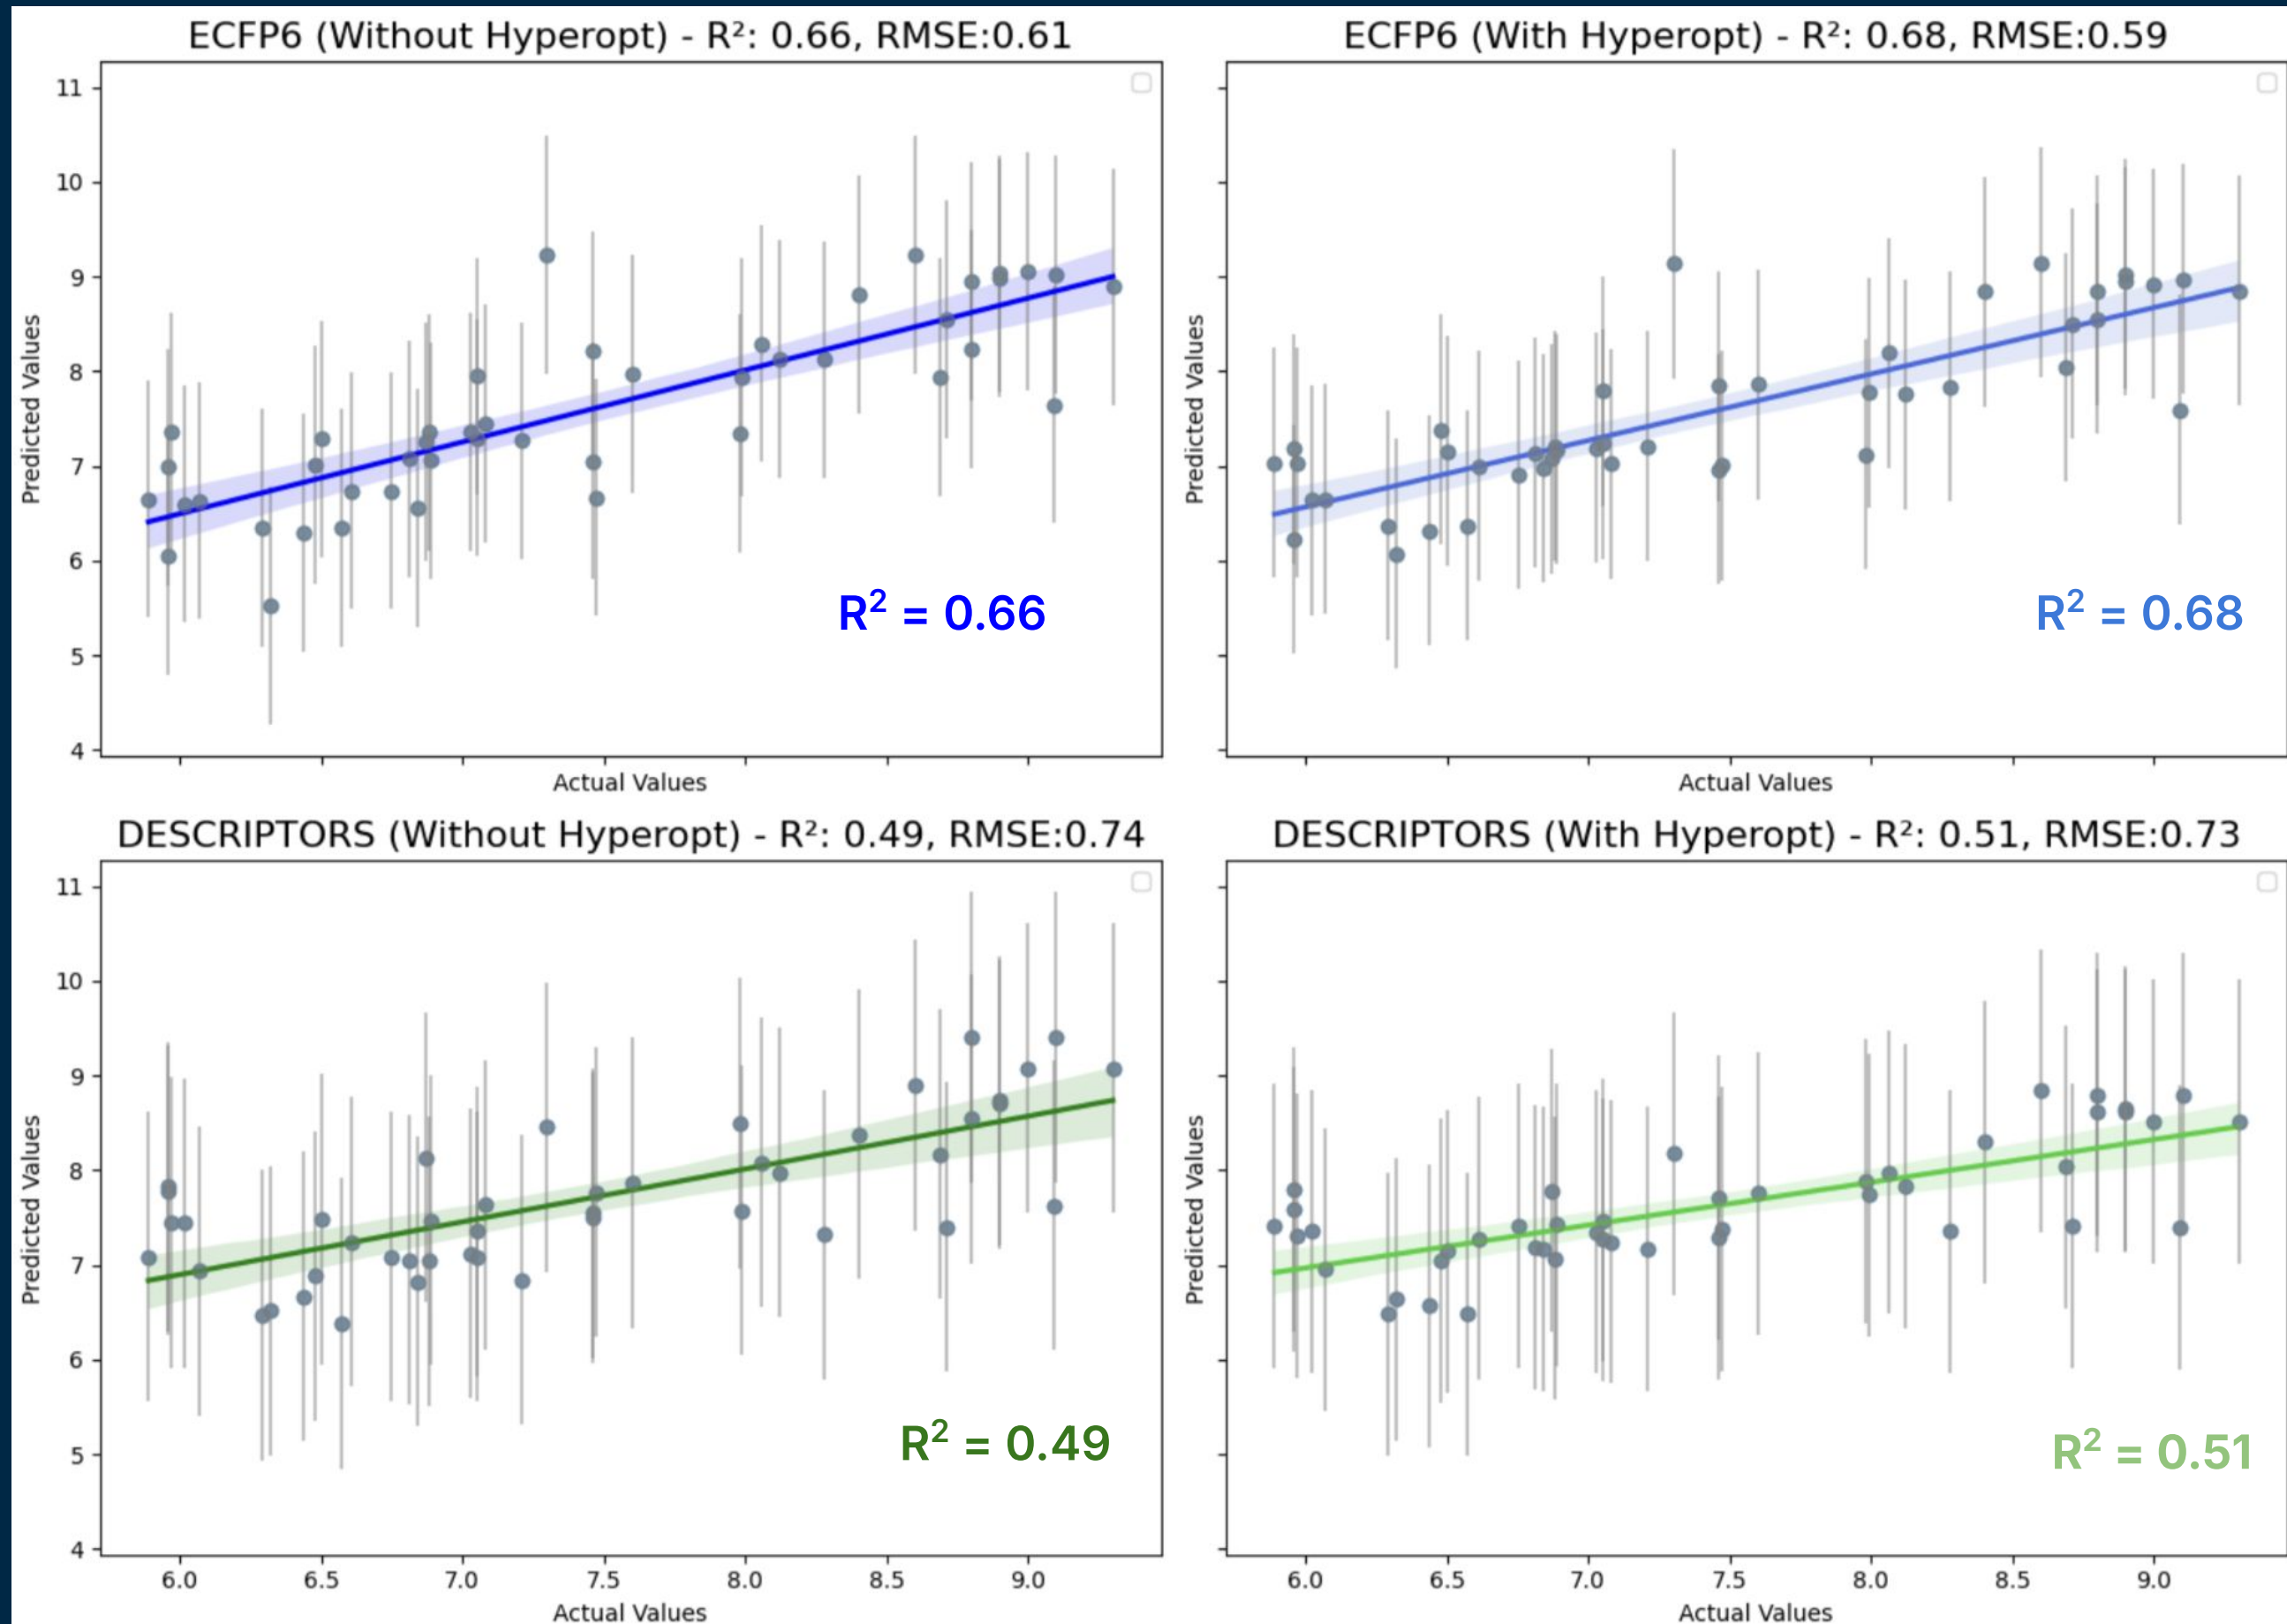 ECFP6 (Without Hyperopt) - R²: 0.66, RMSE:0.61
11
10
9
8
7
6
5
4
Predicted Values
R² = 0.66
Actual Values
ECFP6 (With Hyperopt) - R²: 0.68, RMSE:0.59
Predicted Values
R² = 0.68
Actual Values
DESCRIPTORS (Without Hyperopt) - R²: 0.49, RMSE:0.74
11
10
9
8
7
6
5
4
Predicted Values
R² = 0.49
6.0 6.5 7.0 7.5 8.0 8.5 9.0
Actual Values
DESCRIPTORS (With Hyperopt) - R²: 0.51, RMSE:0.73
Predicted Values
R² = 0.51
6.0 6.5 7.0 7.5 8.0 8.5 9.0
Actual Values